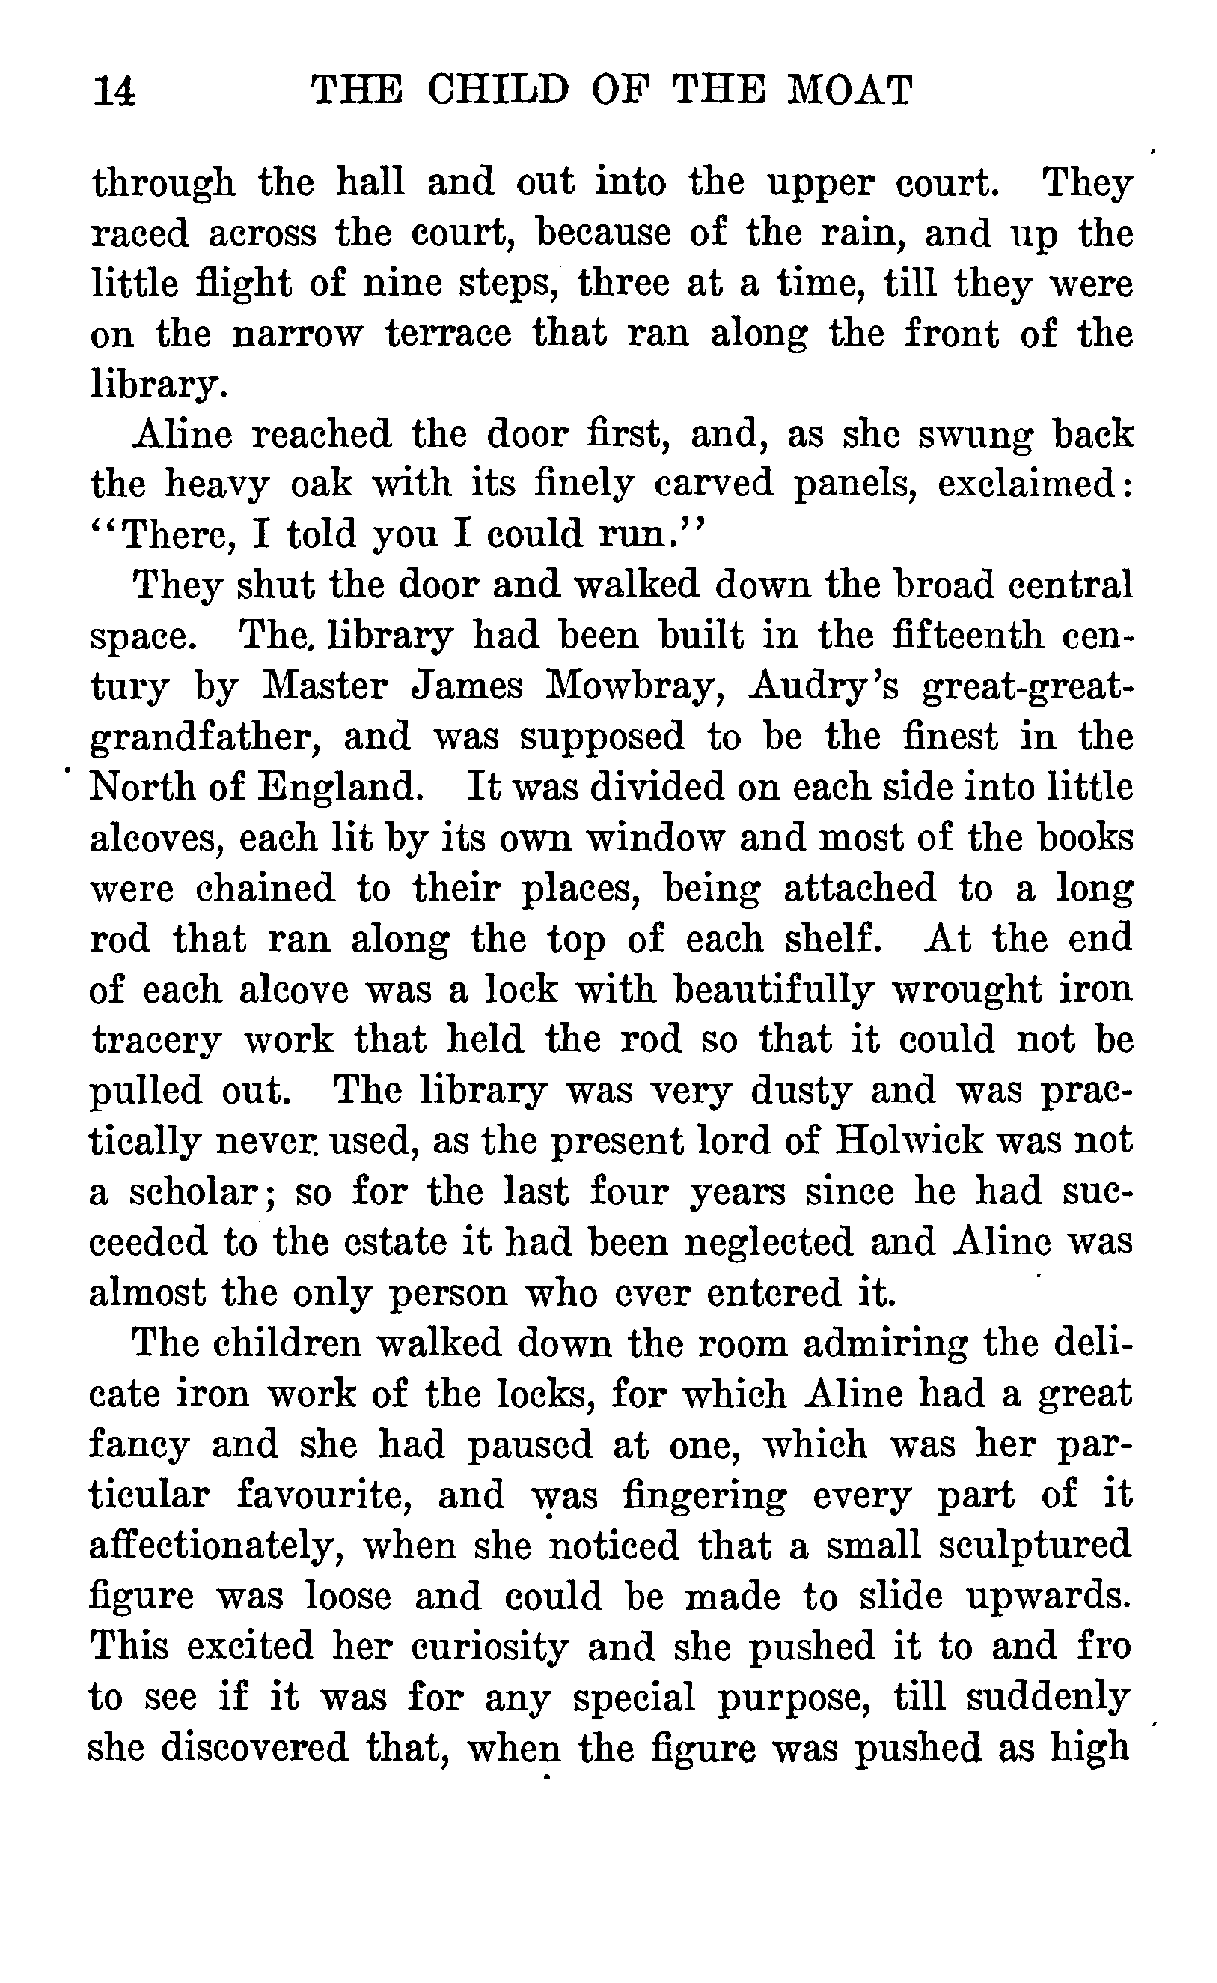 14 THE CHILD OF THE MOAT
through the hall and out into the upper court. They
raced across the court, because of the rain, and up the
little flight of nine steps, three at a time, till they were
on the narrow terrace that ran along the front of the
library.
Aline reached the door first, and, as she swung back
the heavy oak with its finely carved panels, exclaimed:
"There, I told you I could run."
They shut the door and walked down the broad central
space. The library had been built in the fifteenth cen-
tury by Master James Mowbray, Audry's great-great-
grandfather, and was supposed to be the finest in the
North of England. It was divided on each side into little
alcoves, each lit by its own window and most of the books
were chained to their places, being attached to a long
rod that ran along the top of each shelf. At the end
of each alcove was a lock with beautifully wrought iron
tracery work that held the rod so that it could not be
pulled out. The library was very dusty and was prac-
tically never used, as the present lord of Holwick was not
a scholar; so for the last four years since he had suc-
ceeded to the estate it had been neglected and Aline was
almost the only person who ever entered it.
The children walked down the room admiring the deli-
cate iron work of the locks, for which Aline had a great
fancy and she had paused at one, which was her par-
ticular favourite, and was fingering every part of it
affectionately, when she noticed that a small sculptured
figure was loose and could be made to slide upwards.
This excited her curiosity and she pushed it to and fro
to see if it was for any special purpose, till suddenly
she discovered that, when the figure was pushed as high